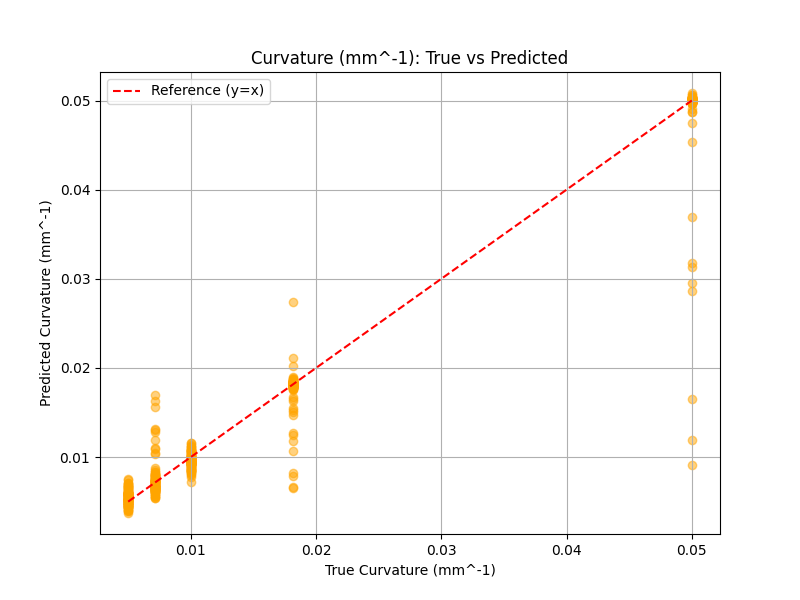 Curvature (mm^-1): True vs Predicted
Reference (y=x)
0.05
0.04
0.03
0.02
0.01
Predicted Curvature (mm^-1)
0.01 0.02 0.03 0.04 0.05
True Curvature (mm^-1)